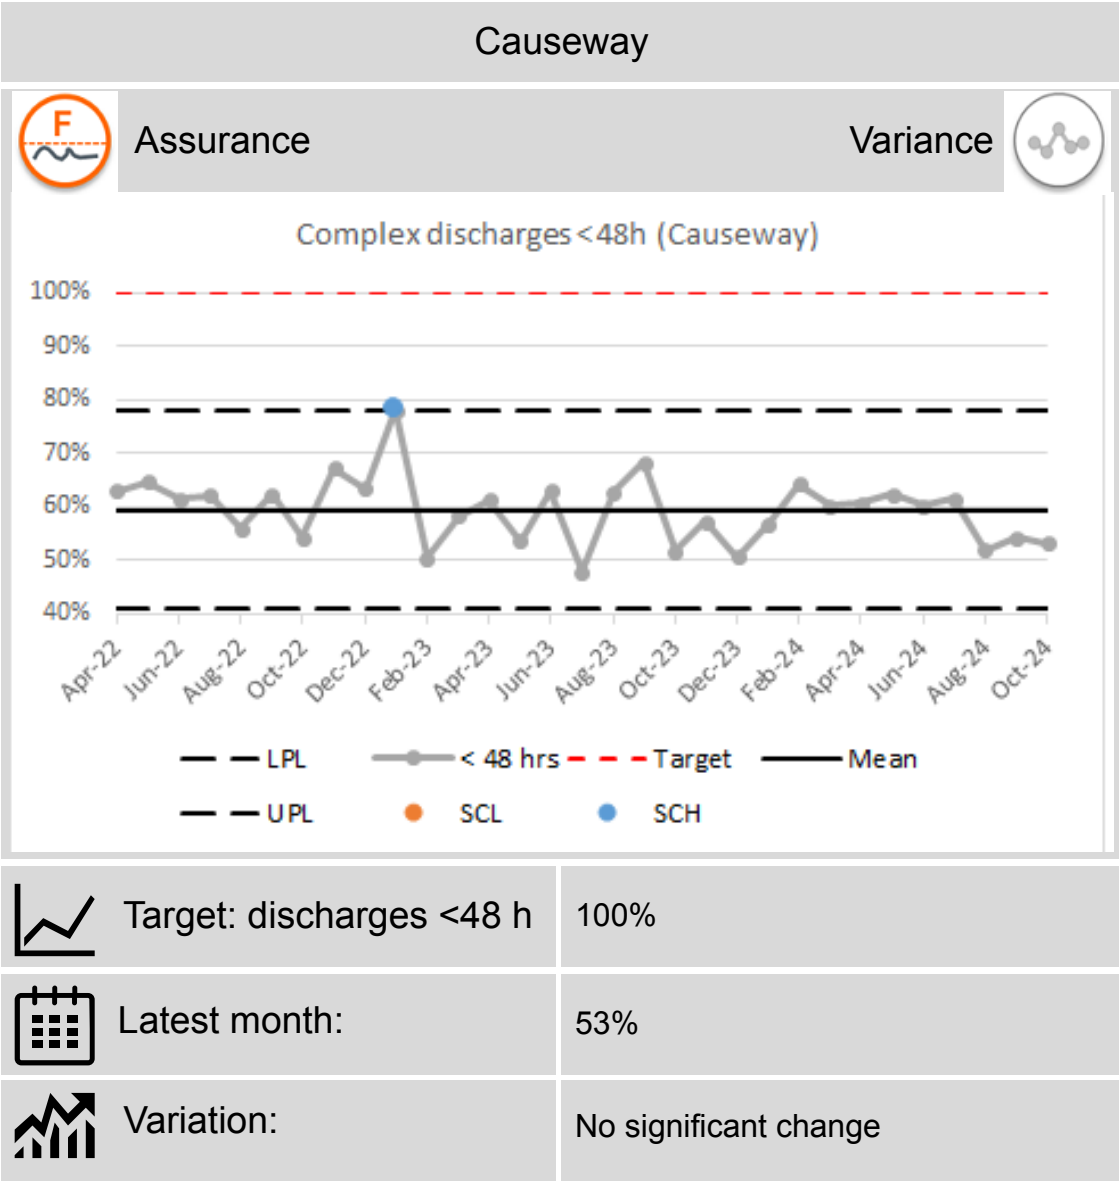 Causeway
F
Assurance
Variance
Complex discharges <48h (Causeway)
100%
90%
80%
70%
60%
50%
40%
Apr-22
Jun-22
Aug-22
Oct-22
Dec-22
Feb-23
Apr-23
Jun-23
Aug-23
Oct-23
Dec-23
Feb-24
Apr-24
Jun-24
Aug-24
Oct-24
LPL < 48 hrs Target Mean
UPL SCL SCH
Target: discharges <48 h 100%
Latest month: 53%
Variation: No significant change